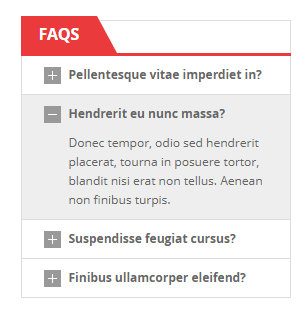 FAQS
Pellentesque vitae imperdiet in?
Hendrerit eu nunc massa?
Donec tempor, odio sed hendrerit
placerat, tourna in posuere tortor,
blandit nisi erat non tellus. Aenean
non finibus turpis.
Suspendisse feugiat cursus?
Finibus ullamcorper eleifend?